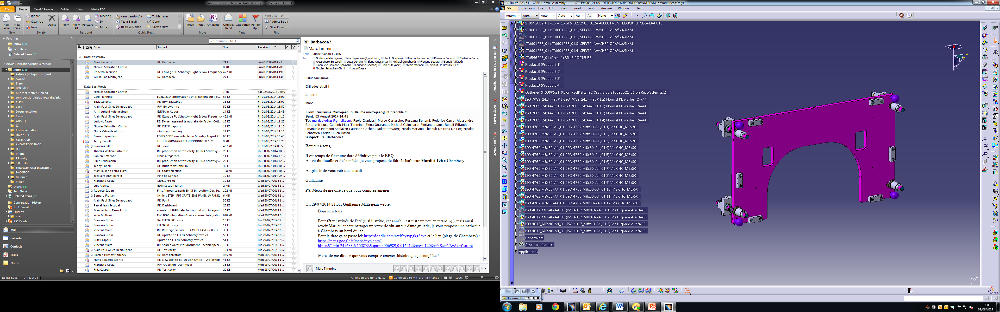 Inbox - nicolas.sebastien.chritin@cern.ch - Microsoft Outlook
File Home Send / Receive Folder View Adobe PDF
New E-mail New Items
Ignore Clean Up Junk Delete
Reply Reply All Forward Meeting IM More
cern pension/m... To Manager
Team E-mail Done
Reply & Delete Create New
Move Rules OneNote
Unread/ Read Categorize Follow Up
Find a Contact
Address Book
Filter E-mail
New Delete Respond Quick Steps Move Tags Find
Favorites
Inbox (24)
Sent Items
Deleted Items (12)
nicolas.sebastien.chritin@cern.ch
Inbox (24)
Astuces pratiques support
Awake
Biere
BOOSTER
Buncher Steffen/Ahmed
cern pension/maladie/salaire/ert...
CLIC1
CTF3
Documentation
Elena
GRACQ
IC
Instrumentation
Isolde RFQ
Kayak club
kNOWLEDGE BASE
LHC
Phone
PS cavity
SKI CLUB
Smarteam User Interface (1)
TAC/NTOF
trainnee
Victor
Drafts [56]
Sent Items
Deleted Items (12)
Conversation History
Junk E-mail
Outbox
mail
RSS Feeds
Mail
Calendar
Contacts
Tasks
Notes
Search Inbox (Ctrl+E)
From Subject Size Received C...
Date: Yesterday
Marc Timmins RE: Barbacoa ! 24 KB Sun 03/08/2014 23:...
Nicolas Sebastien Chritin 8 KB Sun 03/08/2014 20:...
Roberto Kersevan RE: Etuvage PU Schottky Hight & Low Frequency 422 KB Sun 03/08/2014 19:...
Guillaume Maîtrejean Re: Barbacoa ! 27 KB Sun 03/08/2014 14:...
Date: Last Week
Nicolas Sebastien Chritin 7 KB Sat 02/08/2014 15:39
Ccrb Planning LD2IC 2014 Information / Informations sur l'ex... 57 KB Fri 01/08/2014 18:07
Silvia Zorzetti RE: BPM Drawings 18 KB Fri 01/08/2014 18:02
Alain Paul Gilles Demougeot FW: Belows info 52 KB Fri 01/08/2014 15:52
Antti Juhani Kolehmainen ELENA in August 14 KB Fri 01/08/2014 15:43
Alain Paul Gilles Demougeot RE: Etuvage PU Schottky Hight & Low Frequency 422 KB Fri 01/08/2014 14:10
Ludovic Favre RE: Demenagement temporaire de Fabien Cott... 15 KB Fri 01/08/2014 11:26
Nicolas Sebastien Chritin RE: ELENA reports 11 KB Fri 01/08/2014 11:18
Nuria Valverde Alonso niobium shielding 17 KB Fri 01/08/2014 11:10
Benoit Lepoittevin EDMS / CDD unavailable on Monday August 4t... 63 KB Fri 01/08/2014 10:43
Teddy Capelli UUUURRRRGGGGEEEENNNNNNNTTTT !!!!!!!! 9 KB Fri 01/08/2014 10:20
Francois Pillon RE: Joint 497 KB Fri 01/08/2014 09:50
Thomas William Birtwistle RE: production of test cavity (ELENA Schottky ... 23 KB Thu 31/07/2014 18:...
Fabien Cottenot Plans à regarder 11 KB Thu 31/07/2014 17:...
Silke Federmann RE: production of test cavity (ELENA Schottky ... 23 KB Thu 31/07/2014 12:...
Teddy Capelli RE: bride stdvfuhv0146 32 KB Thu 31/07/2014 10:...
Massimiliano Ferro-Luzzi RE: today meeting 128 KB Thu 31/07/2014 10:...
cecilia.rossi@libero.it Fete de Geneve 19 KB Thu 31/07/2014 09:...
Francisco Costa ST0617736_01 10 KB Wed 30/07/2014 1...
Luis Alberty EDM Section lunch 2 MB Wed 30/07/2014 1...
Roberto Saban First Announcement: EN-KT Innovation Day, Tu... 102 KB Wed 30/07/2014 1...
Bernard Florian fichiers STEP - RPT CRATE_BIAS PANEL_LV PANEL 6 MB Wed 30/07/2014 1...
Alain Paul Gilles Demougeot RE: Point 30 KB Wed 30/07/2014 1...
Pascal Jean Secouet RE: Dashboard 26 KB Wed 30/07/2014 1...
Massimiliano Ferro-Luzzi minutes of BGV detector support and integrati... 10 KB Wed 30/07/2014 1...
Yvon Muttoni FW: BGV integration & wire scanner integratio... 628 KB Wed 30/07/2014 0...
Francois Butin Re: ELENA RF cavity 13 KB Tue 29/07/2014 19:...
Francois Butin ELENA RF cavity 11 KB Tue 29/07/2014 16:...
Vincent Maire RE: Renseignements , DECOUPE LASER / JET D'... 36 KB Tue 29/07/2014 16:...
Francois Butin RE: update on ELENA Schottky cavities 58 KB Tue 29/07/2014 16:...
Fritz Caspers update on ELENA Schottky cavities 54 KB Tue 29/07/2014 15:...
Vincent Maire RE: Shared Access for document: Technic speci... 15 KB Tue 29/07/2014 11:...
Alain Paul Gilles Demougeot RE: Test cavity 103 KB Tue 29/07/2014 10:...
Plamen Hristov Hopchev Re: BGV detectors 385 KB Mon 28/07/2014 1...
Nuria Valverde Alonso RE: New Job BE-BI: Design Office + Workshop 41 KB Mon 28/07/2014 1...
Francisco Costa FW: Question "User needs" 15 KB Mon 28/07/2014 1...
Fritz Caspers RE: Test cavity 20 KB Mon 28/07/2014 1...
RE: Barbacoa !
Marc Timmins
Sent: Sun 03/08/2014 23:36
To: Guillaume Maîtrejean; mardepiedras@gmail.com; Paolo Gradassi; Marco Garlasche; Rossana Bonomi; Federico Carra;
Alessandro Bertarelli; Luca Gentini; Elena Quaranta; Michael Guinchard; Floriane Leaux; Benoit Riffaud;
Emanuele Piemonti Spalazzi; Lauriane Gachon; Didier Steyaert; Nicola Mariani; Thibault De Bras De Fer;
Nicolas Sebastien Chritin; Luca Dassa
Salut Guillaume,
Grillades et pif !
A mardi
Marc
From: Guillaume Maîtrejean [guillaume.maitrejean@ujf-grenoble.fr]
Sent: 03 August 2014 14:48
To: mardepiedras@gmail.com; Paolo Gradassi; Marco Garlasche; Rossana Bonomi; Federico Carra; Alessandro
Bertarelli; Luca Gentini; Marc Timmins; Elena Quaranta; Michael Guinchard; Floriane Leaux; Benoit Riffaud;
Emanuele Piemonti Spalazzi; Lauriane Gachon; Didier Steyaert; Nicola Mariani; Thibault De Bras De Fer; Nicolas
Sebastien Chritin; Luca Dassa
Subject: Re: Barbacoa !
Bonjour à tous,
Il est temps de fixer une date définitive pour le BBQ.
Au vu du doodle et de la météo, je vous propose de faire le barbecue Mardi à 19h à Chambésy.
Au plaisir de vous voir tous mardi.
Guillaume
PS: Merci de me dire ce que vous comptez amener !
On 29/07/2014 21:31, Guillaume Maîtrejean wrote:
Bonsoir à tous
Pour fêter l'arrivée de l'été (si si il arrive, cet année il est juste un peu en retard :-) ), mais aussi
revoir Mar, ou encore partager un verre de vin autour d'une grillade, je vous propose une barbecue
à Chambésy au bord du lac.
Pour la date ça se passe ici: http://doodle.com/ny4fcvsvpgkg5ave et le lieu (plage de Chambésy) :
https://maps.google.it/maps/myplaces?
hl=en&ll=46.245683,6.153878&spn=0.006989,0.016512&ctz=-120&t=h&z=17&dg=feature
Merci de me dire ce que vous comptez amener, histoire que je complète !
Marc Timmins
09:00: BGV assembly sequence
Today: 0 Tasks
Quick Contacts
Items: 5,028 Unread: 24 All folders are up to date. Connected to Microsoft Exchange 100%
CATIA V5 R23 64 - CERN : Small Assembly - - - [ST0594063_01 a.01 DETECTORS SUPPORT DOWNSTREAM In Work (ReadOnly) ]
Start SmarTeam File Edit View Insert Tools Analyze Window Help
Autom. Auto Auto Auto Aut Aut None
ST0592002_01 (Copy (1) of ST0272963_01.6) ADJUSTMENT BLOCK LHCBGVDA0015
ST0601276_01 (ST0601276_01.1) SPECIAL WASHER Ø9/Ø60/4MM
ST0601276_01 (ST0601276_01.2) SPECIAL WASHER Ø9/Ø60/4MM
ST0601276_01 (ST0601276_01.3) SPECIAL WASHER Ø9/Ø60/4MM
ST0601276_01 (ST0601276_01.4) SPECIAL WASHER Ø9/Ø60/4MM
ST0596248_01 (Part1.1) BILLE PORTEUSE
Product3 (Product3.1)
Product3 (Product3.2)
Product3 (Product3.3)
Product3 (Product3.4)
Gathered ST0390521_01 on RectPattern.2 (Gathered ST0390521_01 on RectPattern.2.1)
ISO 7089_24x44-St_01 (ISO 7089_24x44-St_01.2) Normal PL washer_24x44
ISO 7089_24x44-St_01 (ISO 7089_24x44-St_01.1) Normal PL washer_24x44
ISO 7089_24x44-St_01 (ISO 7089_24x44-St_01.3) Normal PL washer_24x44
ISO 7089_24x44-St_01 (ISO 7089_24x44-St_01.4) Normal PL washer_24x44
ISO 4762 M8x30-A4_01 (ISO 4762 M8x30-A4_01.1) Vis CHC_M8x30
ISO 4762 M8x30-A4_01 (ISO 4762 M8x30-A4_01.2) Vis CHC_M8x30
ISO 4762 M8x30-A4_01 (ISO 4762 M8x30-A4_01.3) Vis CHC_M8x30
ISO 4762 M8x30-A4_01 (ISO 4762 M8x30-A4_01.4) Vis CHC_M8x30
ISO 4762 M8x30-A4_01 (ISO 4762 M8x30-A4_01.5) Vis CHC_M8x30
ISO 4762 M8x30-A4_01 (ISO 4762 M8x30-A4_01.6) Vis CHC_M8x30
ISO 4762 M8x30-A4_01 (ISO 4762 M8x30-A4_01.7) Vis CHC_M8x30
ISO 4762 M8x30-A4_01 (ISO 4762 M8x30-A4_01.8) Vis CHC_M8x30
ISO 4762 M8x30-A4_01 (ISO 4762 M8x30-A4_01.9) Vis CHC_M8x30
ISO 4762 M8x30-A4_01 (ISO 4762 M8x30-A4_01.10) Vis CHC_M8x30
ISO 4762 M8x30-A4_01 (ISO 4762 M8x30-A4_01.11) Vis CHC_M8x30
ISO 4762 M8x30-A4_01 (ISO 4762 M8x30-A4_01.12) Vis CHC_M8x30
ISO 4017_M8x40-A4_01 (ISO 4017_M8x40-A4_01.1) Vis H grade A M8x40
ISO 4017_M8x40-A4_01 (ISO 4017_M8x40-A4_01.2) Vis H grade A M8x40
ISO 4017_M8x40-A4_01 (ISO 4017_M8x40-A4_01.3) Vis H grade A M8x40
ISO 4017_M8x40-A4_01 (ISO 4017_M8x40-A4_01.4) Vis H grade A M8x40
Constraints
Assembly features
Applications
x
y
z
ABC
CATIA
Documents
10:31
04/08/2014